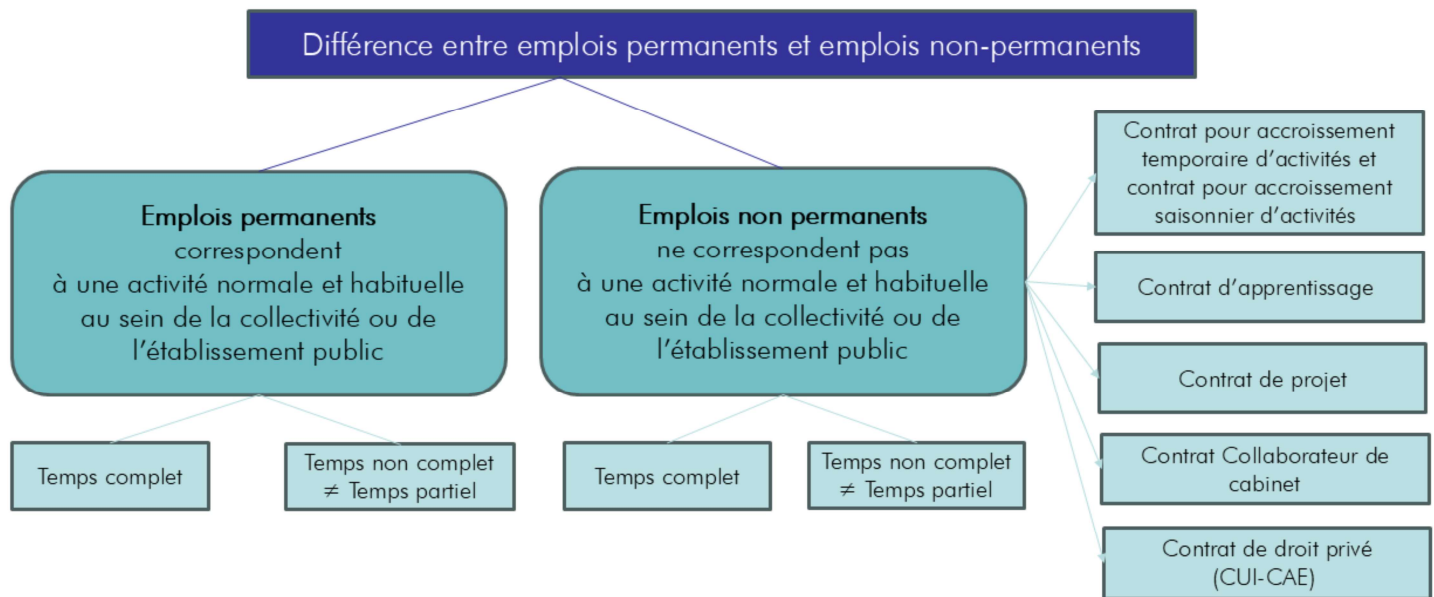 Différence entre emplois permanents et emplois non-permanents
Emplois permanents
correspondent
à une activité normale et habituelle
au sein de la collectivité ou de
l'établissement public
Temps complet
Temps non complet
≠ Temps partiel
Emplois non permanents
ne correspondent pas
à une activité normale et habituelle
au sein de la collectivité ou de
l'établissement public
Temps complet
Temps non complet
≠ Temps partiel
Contrat pour accroissement
temporaire d'activités et
contrat pour accroissement
saisonnier d'activités
Contrat d'apprentissage
Contrat de projet
Contrat Collaborateur de
cabinet
Contrat de droit privé
(CUI-CAE)